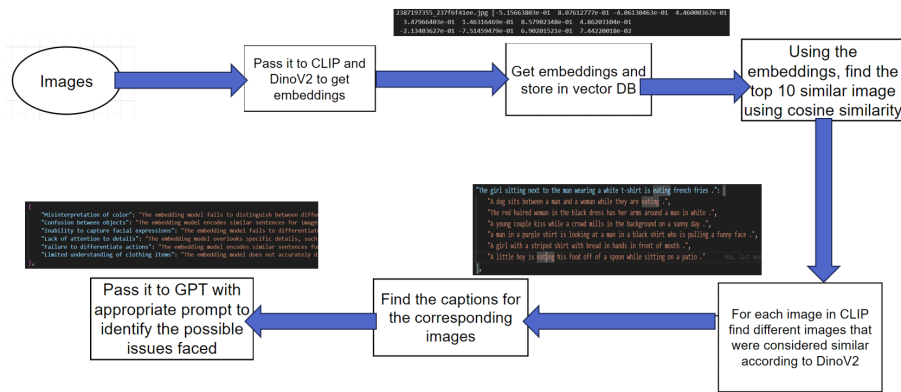 2387197355_237f6f41ee.jpg [-5.15663803e-01 8.07612777e-01 -4.06130463e-01 4.46000367e-01
3.47966403e-01 1.46316469e-01 8.57902348e-01 4.86203104e-01
-2.13403627e-01 -7.51459479e-01 6.90201521e-01 7.44220018e-02
Images
Pass it to CLIP and
DinoV2 to get
embeddings
Get embeddings and
store in vector DB
Using the
embeddings, find the
top 10 similar image
using cosine similarity
{
"Misinterpretation of color": "The embedding model fails to distinguish between diffe
"Confusion between objects": "The embedding model encodes similar sentences for image
"Inability to capture facial expressions": "The embedding model fails to differentiate
"Lack of attention to details": "The embedding model overlooks specific details, such
"Failure to differentiate actions": "The embedding model encodes similar sentences fo
"Limited understanding of clothing items": "The embedding model does not accurately d
},
"The girl sitting next to the man wearing a white t-shirt is eating french fries .": [
"A dog sits between a man and a woman while they are eating .",
"The red haired woman in the black dress has her arms around a man in white .",
"A young couple kiss while a crowd mills on the background on a sunny day .",
"a man in a purple shirt is looking at a man in a black shirt who is pulling a funny face .",
"A girl with a striped shirt with bread in hands in front of mouth .",
"A little boy is eating his food off of a spoon while sitting on a patio ."
],
Pass it to GPT with
appropriate prompt to
identify the possible
issues faced
Find the captions for
the corresponding
images
For each image in CLIP
find different images that
were considered similar
according to DinoV2